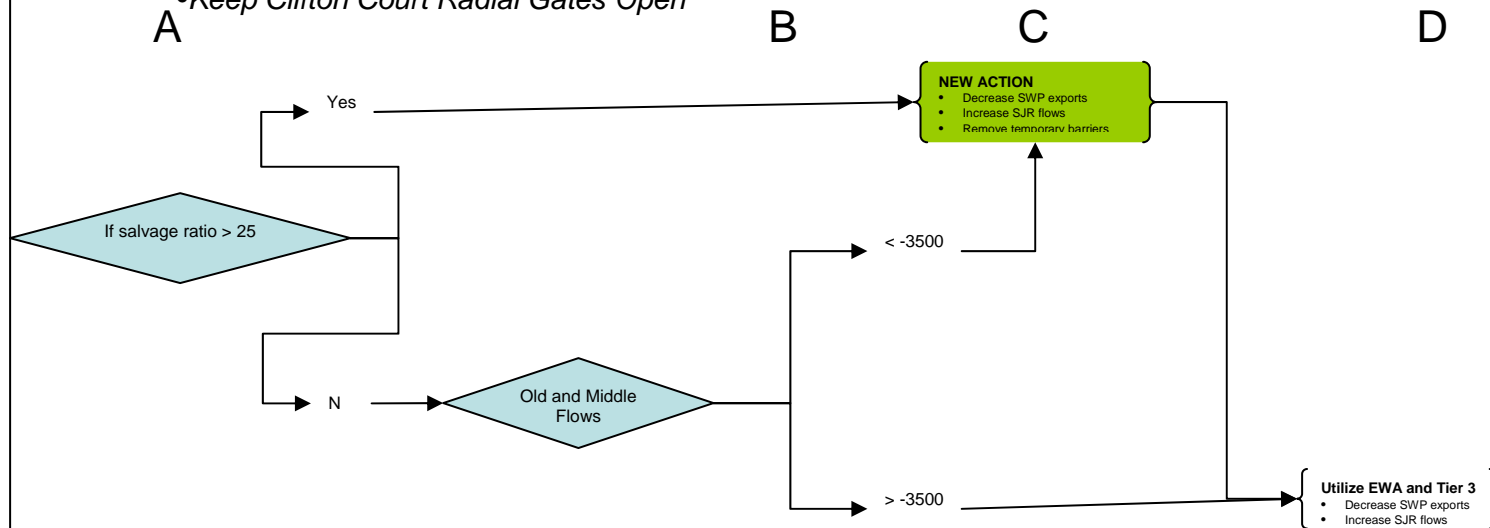 •Keep Clifton Court Radial Gates Open
A B C D
NEW ACTION
• Decrease SWP exports
• Increase SJR flows
• Remove temporary barriers
Yes
If salvage ratio > 25
< -3500
N
Old and Middle
Flows
> -3500
Utilize EWA and Tier 3
• Decrease SWP exports
• Increase SJR flows